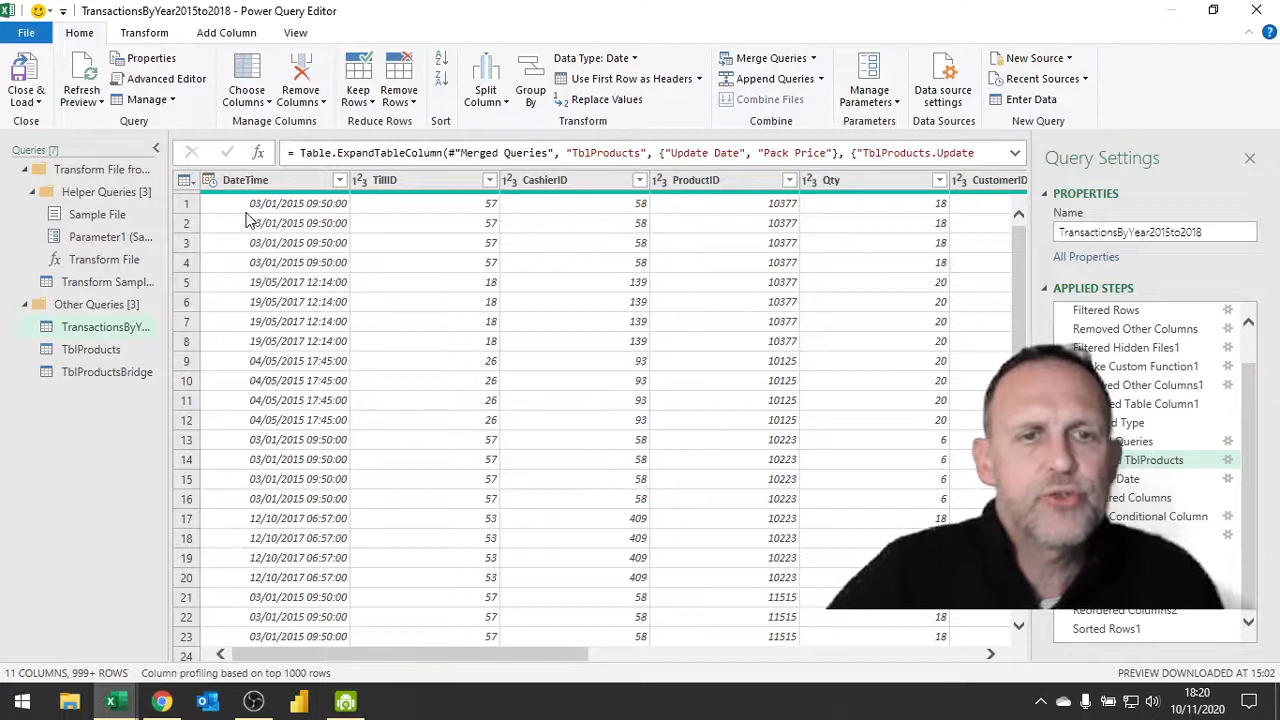 TransactionsByYear2015to2018 - Power Query Editor
File Home Transform Add Column View
Close & Load
Close
Refresh Preview
Properties
Advanced Editor
Manage
Query
Choose Columns
Remove Columns
Manage Columns
Keep Rows
Remove Rows
Reduce Rows
Sort
Split Column
Group By
Data Type: Date
Use First Row as Headers
Replace Values
Transform
Merge Queries
Append Queries
Combine Files
Combine
Manage Parameters
Parameters
Data source settings
Data Sources
New Source
Recent Sources
Enter Data
New Query
Queries [7]
Transform File from...
Helper Queries [3]
Sample File
Parameter1 (Sa...
Transform File
Transform Sampl...
Other Queries [3]
TransactionsByY...
TblProducts
TblProductsBridge
fx = Table.ExpandTableColumn(#"Merged Queries", "TblProducts", {"Update Date", "Pack Price"}, {"TblProducts.Update
DateTime 123 TillID 123 CashierID 123 ProductID 123 Qty 123 CustomerID
1 03/01/2015 09:50:00 57 58 10377 18
2 03/01/2015 09:50:00 57 58 10377 18
3 03/01/2015 09:50:00 57 58 10377 18
4 03/01/2015 09:50:00 57 58 10377 18
5 19/05/2017 12:14:00 18 139 10377 20
6 19/05/2017 12:14:00 18 139 10377 20
7 19/05/2017 12:14:00 18 139 10377 20
8 19/05/2017 12:14:00 18 139 10377 20
9 04/05/2015 17:45:00 26 93 10125 20
10 04/05/2015 17:45:00 26 93 10125 20
11 04/05/2015 17:45:00 26 93 10125 20
12 04/05/2015 17:45:00 26 93 10125 20
13 03/01/2015 09:50:00 57 58 10223 6
14 03/01/2015 09:50:00 57 58 10223 6
15 03/01/2015 09:50:00 57 58 10223 6
16 03/01/2015 09:50:00 57 58 10223 6
17 12/10/2017 06:57:00 53 409 10223 18
18 12/10/2017 06:57:00 53 409 10223
19 12/10/2017 06:57:00 53 409 10223
20 12/10/2017 06:57:00 53 409 10223
21 03/01/2015 09:50:00 57 58 11515
22 03/01/2015 09:50:00 57 58 11515 18
23 03/01/2015 09:50:00 57 58 11515 18
24
Query Settings
PROPERTIES
Name
TransactionsByYear2015to2018
All Properties
APPLIED STEPS
Filtered Rows
Removed Other Columns
Filtered Hidden Files1
Custom Function1
Other Columns1
Table Column1
Type
Queries
TblProducts
Date
Columns
Conditional Column
Reordered Columns2
Sorted Rows1
11 COLUMNS, 999+ ROWS Column profiling based on top 1000 rows
PREVIEW DOWNLOADED AT 15:02
18:20
10/11/2020